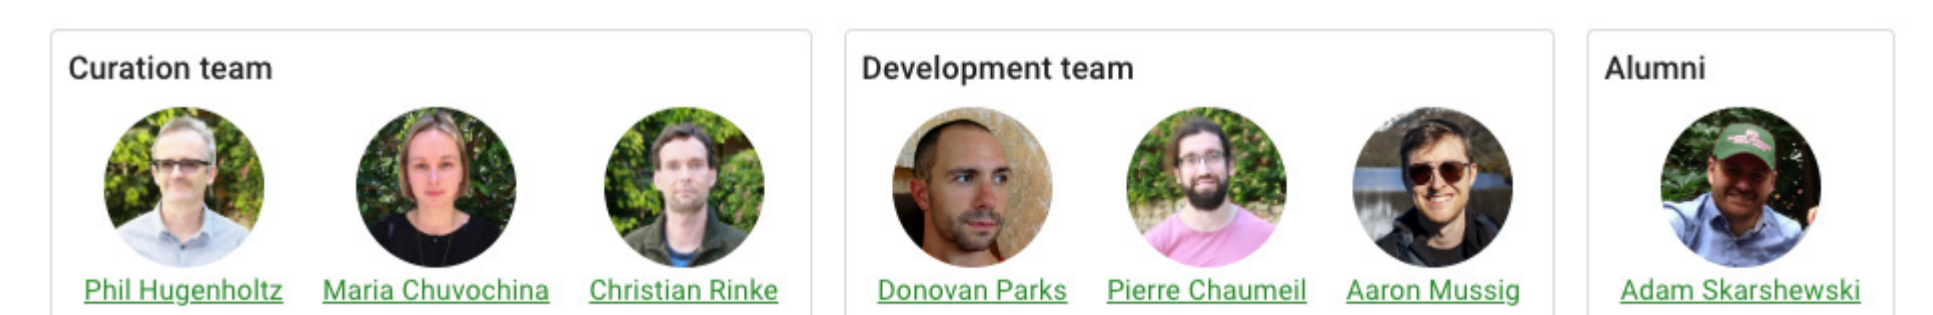 Curation team
Development team
Alumni
Phil Hugenholtz
Maria Chuvochina
Christian Rinke
Donovan Parks
Pierre Chaumeil
Aaron Mussig
Adam Skarshewski